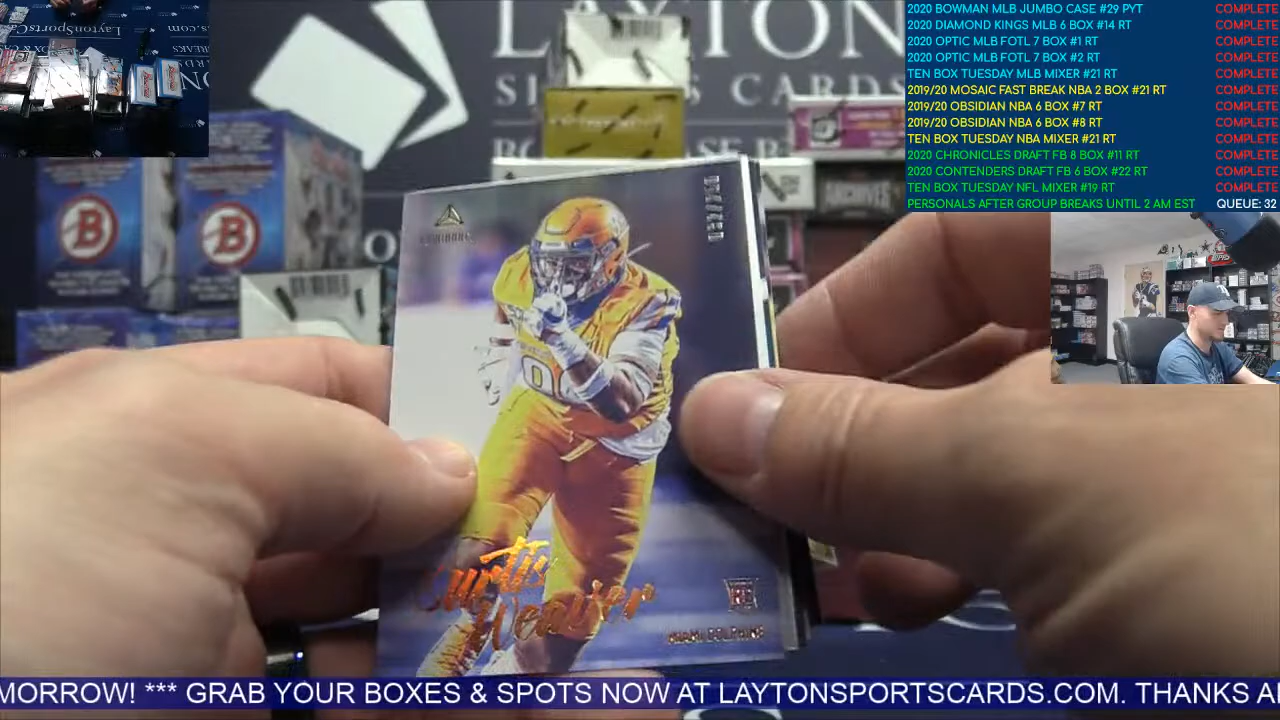 LAYTON
SPORTS CARDS
2020 BOWMAN MLB JUMBO CASE #29 PYT COMPLETE
2020 DIAMOND KINGS MLB 6 BOX #14 RT COMPLETE
2020 OPTIC MLB FOTL 7 BOX #1 RT COMPLETE
2020 OPTIC MLB FOTL 7 BOX #2 RT COMPLETE
TEN BOX TUESDAY MLB MIXER #21 RT COMPLETE
2019/20 MOSAIC FAST BREAK NBA 2 BOX #21 RT COMPLETE
2019/20 OBSIDIAN NBA 6 BOX #7 RT COMPLETE
2019/20 OBSIDIAN NBA 6 BOX #8 RT COMPLETE
TEN BOX TUESDAY NBA MIXER #21 RT COMPLETE
2020 CHRONICLES DRAFT FB 8 BOX #11 RT COMPLETE
2020 CONTENDERS DRAFT FB 6 BOX #22 RT COMPLETE
TEN BOX TUESDAY NFL MIXER #19 RT COMPLETE
PERSONALS AFTER GROUP BREAKS UNTIL 2 AM EST QUEUE: 32
B
B
LUMINANCE
Curtis
Weaver
RC
MIAMI DOLPHINS
MORROW! *** GRAB YOUR BOXES & SPOTS NOW AT LAYTONSPORTSCARDS.COM. THANKS A